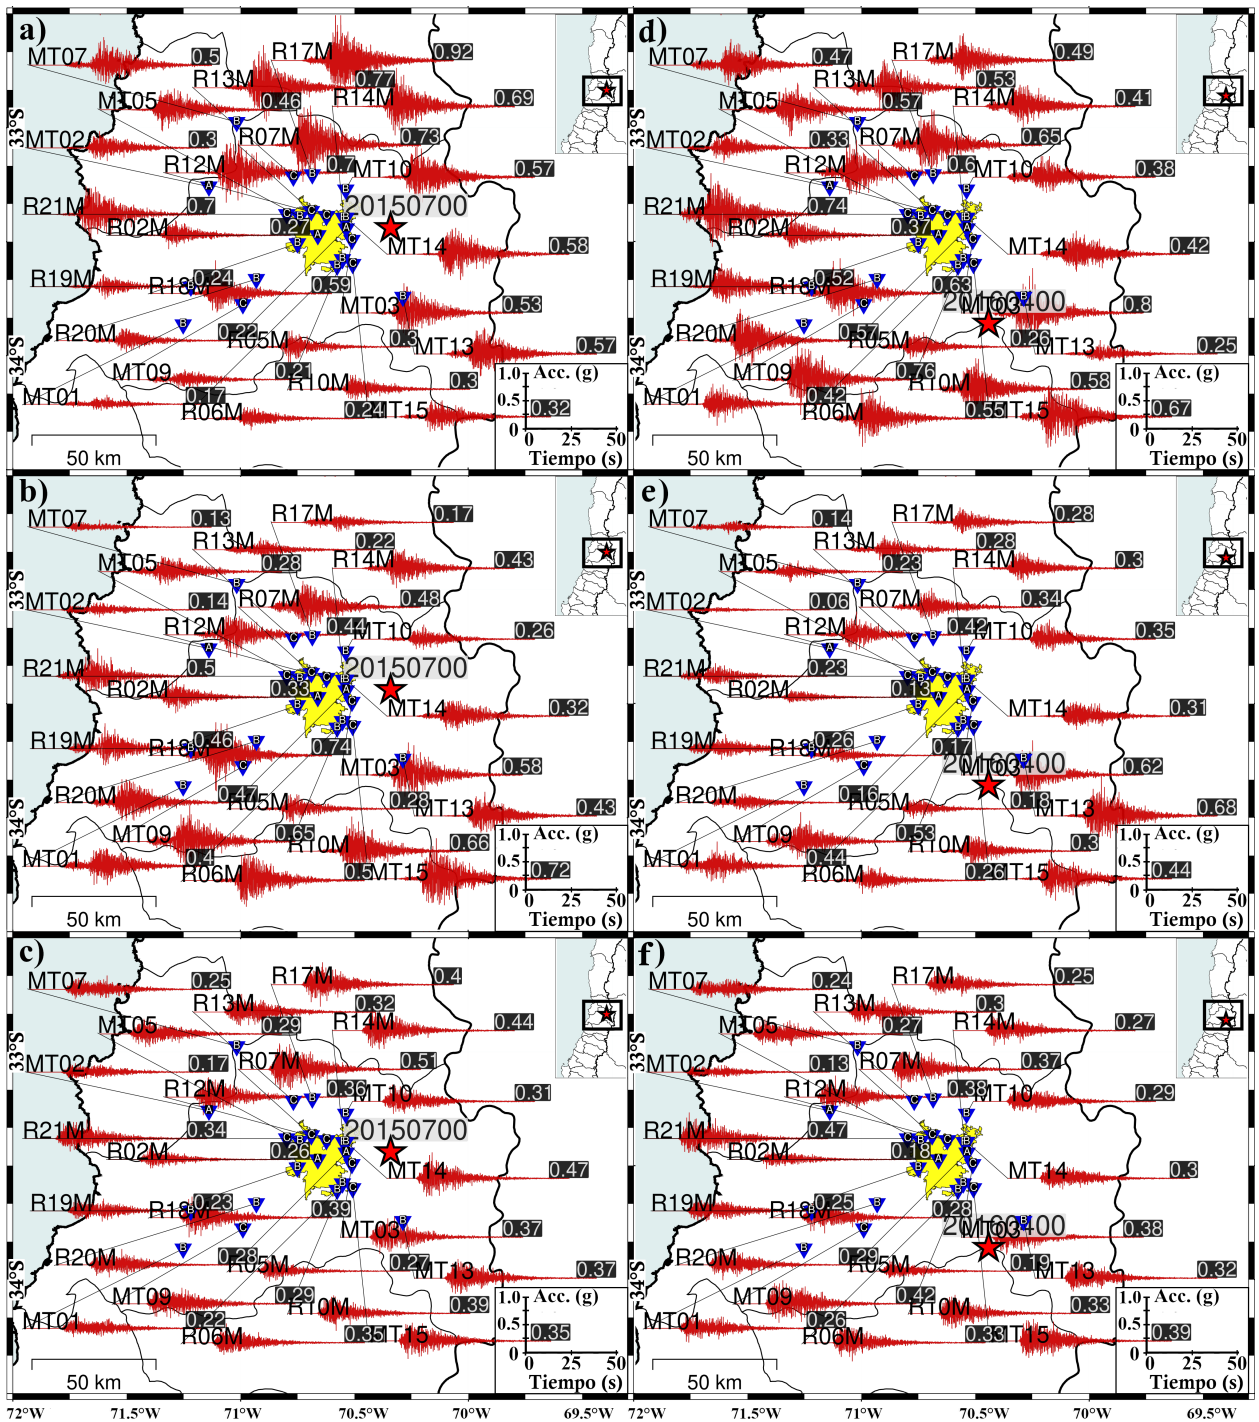 a)
R17M 0.92
MT07 0.5
R13M 0.77
MT05 0.46
R14M 0.69
33°S
MT02 0.3
R07M 0.73
R12M 0.7
MT10 0.57
R21M 0.7
20150700
R02M 0.27
MT14 0.58
R19M 0.24
R18M 0.59
MT03 0.53
R20M 0.22
R05M 0.3
MT13 0.57
34°S
MT09 0.21
R10M 0.3
MT01 0.17
R06M 0.24
MT15 0.32
1.0 Acc. (g)
0.5
0
0 25 50
Tiempo (s)
50 km
d)
R17M 0.49
MT07 0.47
R13M 0.53
MT05 0.57
R14M 0.41
33°S
MT02 0.33
R07M 0.65
R12M 0.6
MT10 0.38
R21M 0.74
R02M 0.37
MT14 0.42
R19M 0.52
R18M 0.63
MT03 0.8
R20M 0.57
R05M 0.26
MT13 0.25
34°S
MT09
R10M 0.58
MT01 0.42
R06M 0.55
MT15 0.67
1.0 Acc. (g)
0.5
0
0 25 50
Tiempo (s)
50 km
b)
R17M 0.17
MT07 0.13
R13M 0.22
MT05 0.28
R14M 0.43
33°S
MT02 0.14
R07M 0.48
R12M 0.44
MT10 0.26
R21M 0.5
20150700
R02M 0.33
MT14 0.32
R19M 0.46
R18M 0.74
MT03 0.58
R20M 0.47
R05M 0.28
MT13 0.43
34°S
MT09 0.65
R10M 0.66
MT01 0.4
R06M 0.5
MT15 0.72
1.0 Acc. (g)
0.5
0
0 25 50
Tiempo (s)
50 km
e)
R17M 0.28
MT07 0.14
R13M 0.28
MT05 0.23
R14M 0.3
33°S
MT02 0.06
R07M 0.34
R12M 0.42
MT10 0.35
R21M 0.23
R02M 0.13
MT14 0.31
R19M 0.26
R18M 0.17
MT03 0.62
R20M 0.16
R05M 0.18
MT13 0.68
34°S
MT09 0.53
R10M 0.3
MT01 0.44
R06M 0.26
MT15 0.44
1.0 Acc. (g)
0.5
0
0 25 50
Tiempo (s)
50 km
c)
R17M 0.4
MT07 0.25
R13M 0.32
MT05 0.29
R14M 0.44
33°S
MT02 0.17
R07M 0.51
R12M 0.36
MT10 0.31
R21M 0.34
20150700
R02M 0.26
MT14 0.47
R19M 0.23
R18M 0.39
MT03 0.37
R20M 0.28
R05M 0.27
MT13 0.37
34°S
MT09 0.29
R10M 0.39
MT01 0.22
R06M 0.35
MT15 0.35
1.0 Acc. (g)
0.5
0
0 25 50
Tiempo (s)
50 km
72°W 71.5°W 71°W 70.5°W 70°W 69.5°W
f)
R17M 0.25
MT07 0.24
R13M 0.3
MT05 0.27
R14M 0.27
33°S
MT02 0.13
R07M 0.37
R12M 0.38
MT10 0.29
R21M 0.47
R02M 0.18
MT14 0.3
R19M 0.25
R18M 0.28
MT03 0.38
R20M 0.29
R05M 0.19
MT13 0.32
34°S
MT09 0.42
R10M 0.33
MT01 0.26
R06M 0.33
MT15 0.39
1.0 Acc. (g)
0.5
0
0 25 50
Tiempo (s)
50 km
71.5°W 71°W 70.5°W 70°W 69.5°W